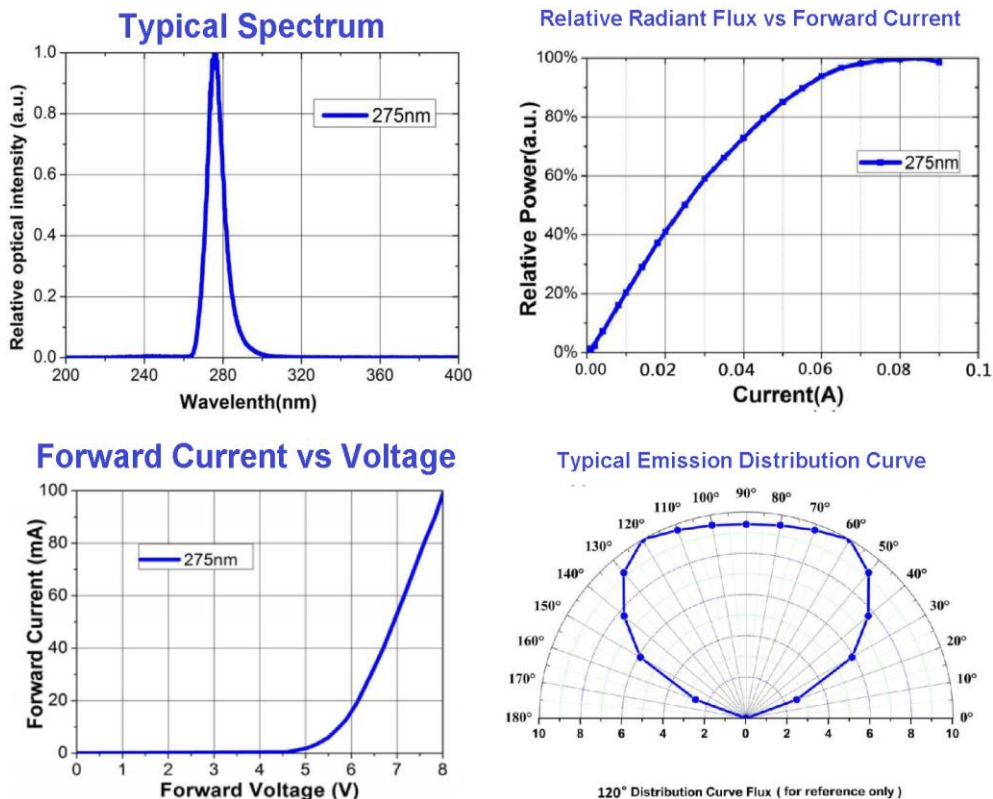 Typical Spectrum
Relative optical intensity (a.u.)
1.0
0.8
0.6
0.4
0.2
0.0
275nm
200 240 280 320 360 400
Wavelenth(nm)
Relative Radiant Flux vs Forward Current
Relative Power(a.u.)
100%
80%
60%
40%
20%
0%
275nm
0.00 0.02 0.04 0.06 0.08 0.1
Current(A)
Forward Current vs Voltage
Forward Current (mA)
100
80
60
40
20
0
275nm
0 1 2 3 4 5 6 7 8
Forward Voltage (V)
Typical Emission Distribution Curve
90°
100° 80°
110° 70°
120° 60°
130° 50°
140° 40°
150° 30°
160° 20°
170° 10°
180° 0°
10 8 6 4 2 0 2 4 6 8 10
120° Distribution Curve Flux ( for reference only )